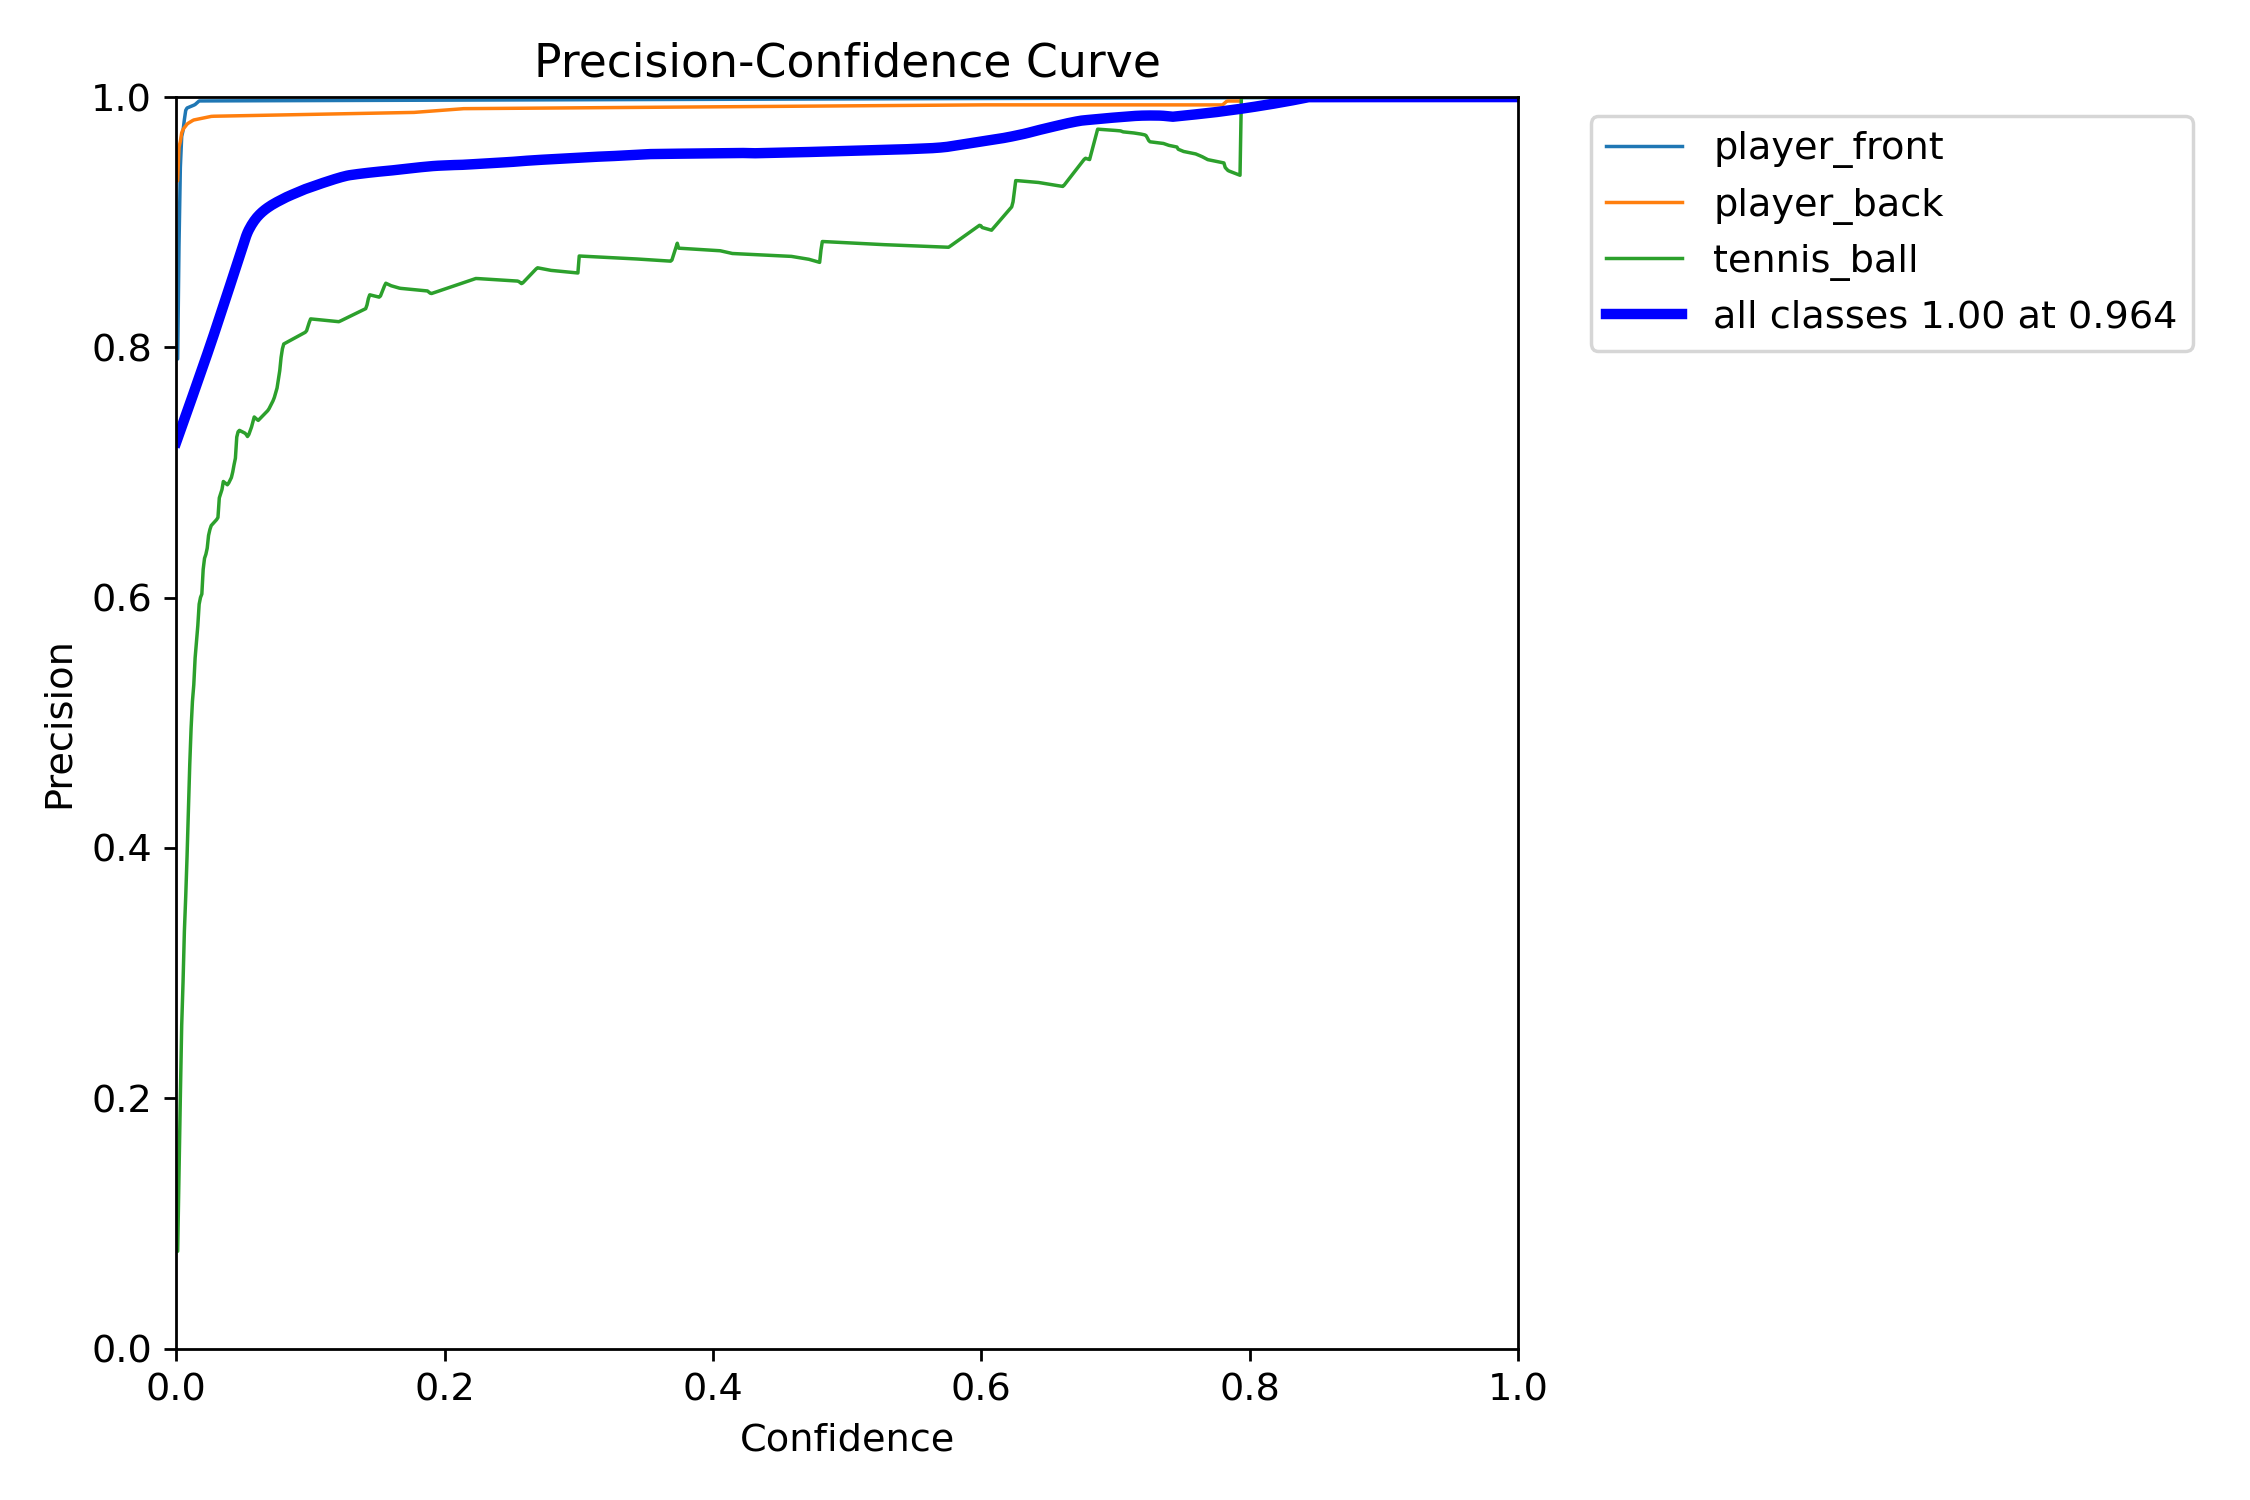 Precision-Confidence Curve
1.0
0.8
0.6
0.4
0.2
0.0
Precision
0.0 0.2 0.4 0.6 0.8 1.0
Confidence
player_front
player_back
tennis_ball
all classes 1.00 at 0.964